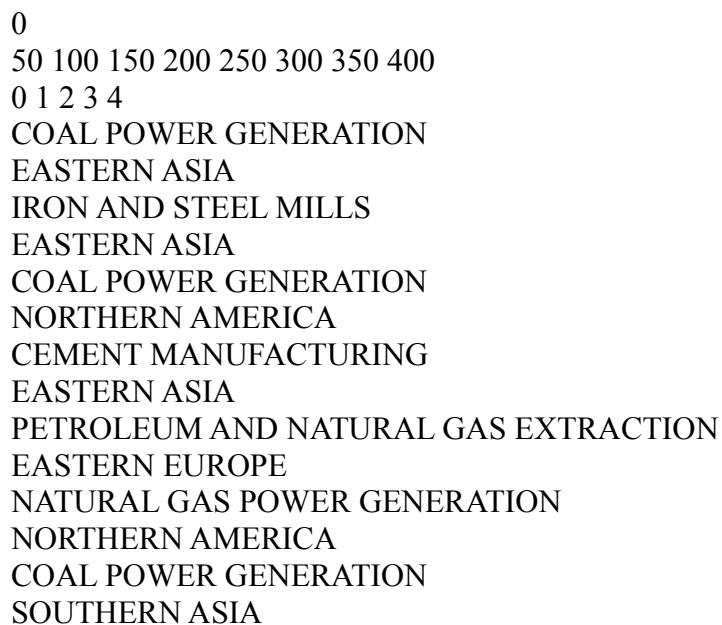 0
50 100 150 200 250 300 350 400
0 1 2 3 4
COAL POWER GENERATION
EASTERN ASIA
IRON AND STEEL MILLS
EASTERN ASIA
COAL POWER GENERATION
NORTHERN AMERICA
CEMENT MANUFACTURING
EASTERN ASIA
PETROLEUM AND NATURAL GAS EXTRACTION
EASTERN EUROPE
NATURAL GAS POWER GENERATION
NORTHERN AMERICA
COAL POWER GENERATION
SOUTHERN ASIA